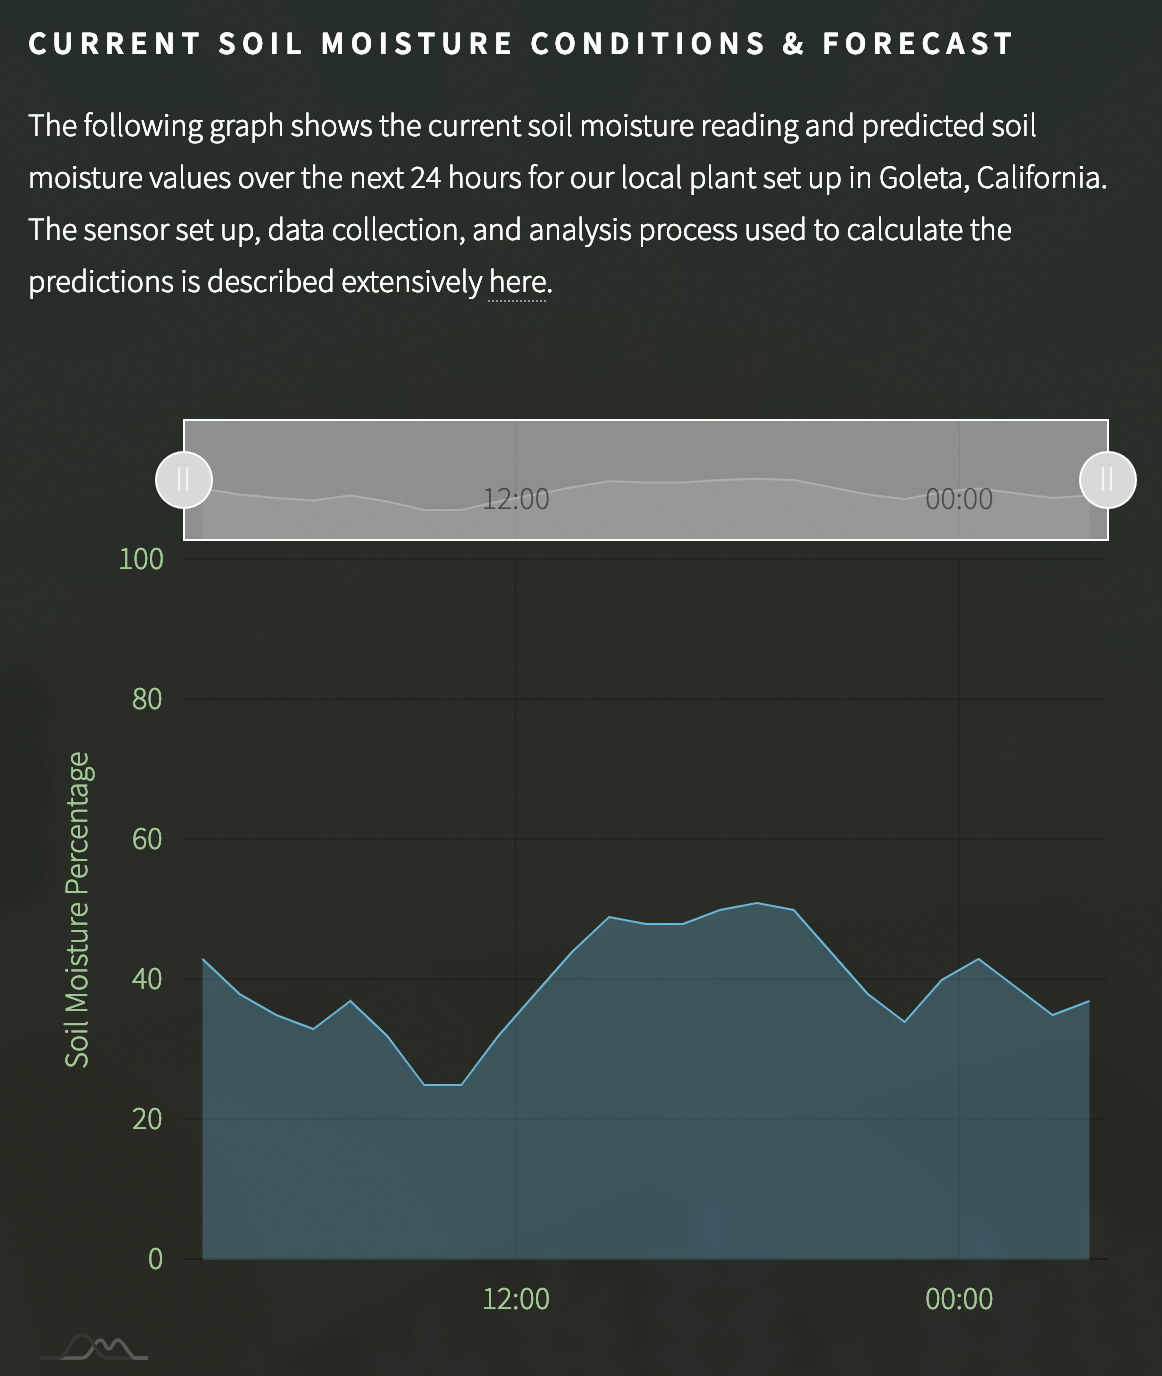 CURRENT SOIL MOISTURE CONDITIONS & FORECAST
The following graph shows the current soil moisture reading and predicted soil
moisture values over the next 24 hours for our local plant set up in Goleta, California.
The sensor set up, data collection, and analysis process used to calculate the
predictions is described extensively here.
12:00 00:00
100
80
60
40
20
0
Soil Moisture Percentage
12:00 00:00